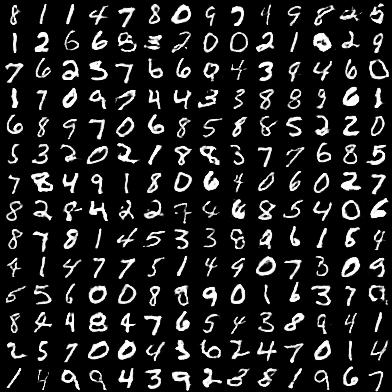 8 1 1 4 7 8 0 9 5 4 9 8 2 5
1 2 6 6 8 3 2 0 0 2 1 0 2 9
7 6 2 3 7 6 6 0 4 3 9 4 6 0
1 7 0 9 7 4 4 3 3 8 8 9 6 1
6 8 9 7 0 6 8 5 8 8 5 2 2 0
5 3 2 0 2 1 8 8 3 7 7 6 8 5
7 8 4 9 1 8 0 6 4 0 6 0 2 7
8 2 8 4 2 2 7 4 6 8 5 4 0 6
8 7 8 1 4 5 3 3 8 9 6 1 5 4
4 1 4 7 7 5 1 4 9 0 7 3 0 9
5 5 6 0 0 8 8 9 0 1 6 3 7 0
8 4 4 8 4 7 6 5 4 3 8 9 4 1
2 5 7 0 0 4 3 6 2 4 7 0 1 4
1 4 9 9 4 3 9 2 8 8 1 9 6 7